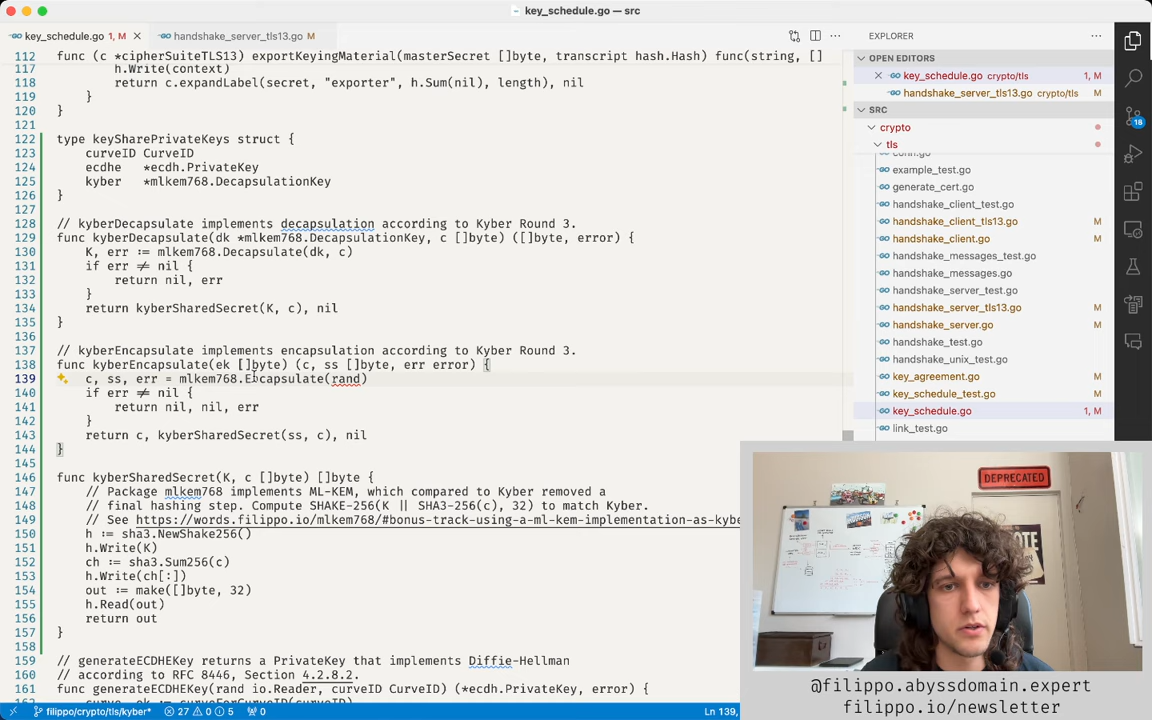 key_schedule.go — src
key_schedule.go 1, M
handshake_server_tls13.go M
112 func (c *cipherSuiteTLS13) exportKeyingMaterial(masterSecret []byte, transcript hash.Hash) func(string, []
117 h.Write(context)
118 return c.expandLabel(secret, "exporter", h.Sum(nil), length), nil
119 }
120 }
121
122 type keySharePrivateKeys struct {
123 curveID CurveID
124 ecdhe *ecdh.PrivateKey
125 kyber *mlkem768.DecapsulationKey
126 }
127
128 // kyberDecapsulate implements decapsulation according to Kyber Round 3.
129 func kyberDecapsulate(dk *mlkem768.DecapsulationKey, c []byte) ([]byte, error) {
130 K, err := mlkem768.Decapsulate(dk, c)
131 if err ≠ nil {
132 return nil, err
133 }
134 return kyberSharedSecret(K, c), nil
135 }
136
137 // kyberEncapsulate implements encapsulation according to Kyber Round 3.
138 func kyberEncapsulate(ek []byte) (c, ss []byte, err error) {
139 c, ss, err = mlkem768.Encapsulate(rand)
140 if err ≠ nil {
141 return nil, nil, err
142 }
143 return c, kyberSharedSecret(ss, c), nil
144 }
145
146 func kyberSharedSecret(K, c []byte) []byte {
147 // Package mlkem768 implements ML-KEM, which compared to Kyber removed a
148 // final hashing step. Compute SHAKE-256(K || SHA3-256(c), 32) to match Kyber.
149 // See https://words.filippo.io/mlkem768/#bonus-track-using-a-ml-kem-implementation-as-kybe
150 h := sha3.NewShake256()
151 h.Write(K)
152 ch := sha3.Sum256(c)
153 h.Write(ch[:])
154 out := make([]byte, 32)
155 h.Read(out)
156 return out
157 }
158
159 // generateECDHEKey returns a PrivateKey that implements Diffie-Hellman
160 // according to RFC 8446, Section 4.2.8.2.
161 func generateECDHEKey(rand io.Reader, curveID CurveID) (*ecdh.PrivateKey, error) {
EXPLORER
OPEN EDITORS
key_schedule.go crypto/tls 1, M
handshake_server_tls13.go crypto/tls M
SRC
crypto
tls
conn.go
example_test.go
generate_cert.go
handshake_client_test.go
handshake_client_tls13.go M
handshake_client.go M
handshake_messages_test.go
handshake_messages.go
handshake_server_test.go
handshake_server_tls13.go M
handshake_server.go M
handshake_test.go
handshake_unix_test.go
key_agreement.go M
key_schedule_test.go M
key_schedule.go 1, M
link_test.go
16
DEPRECATED
@filippo.abyssdomain.expert
filippo.io/newsletter
filippo/crypto/tls/kyber* 27 0 5 0
Ln 139,